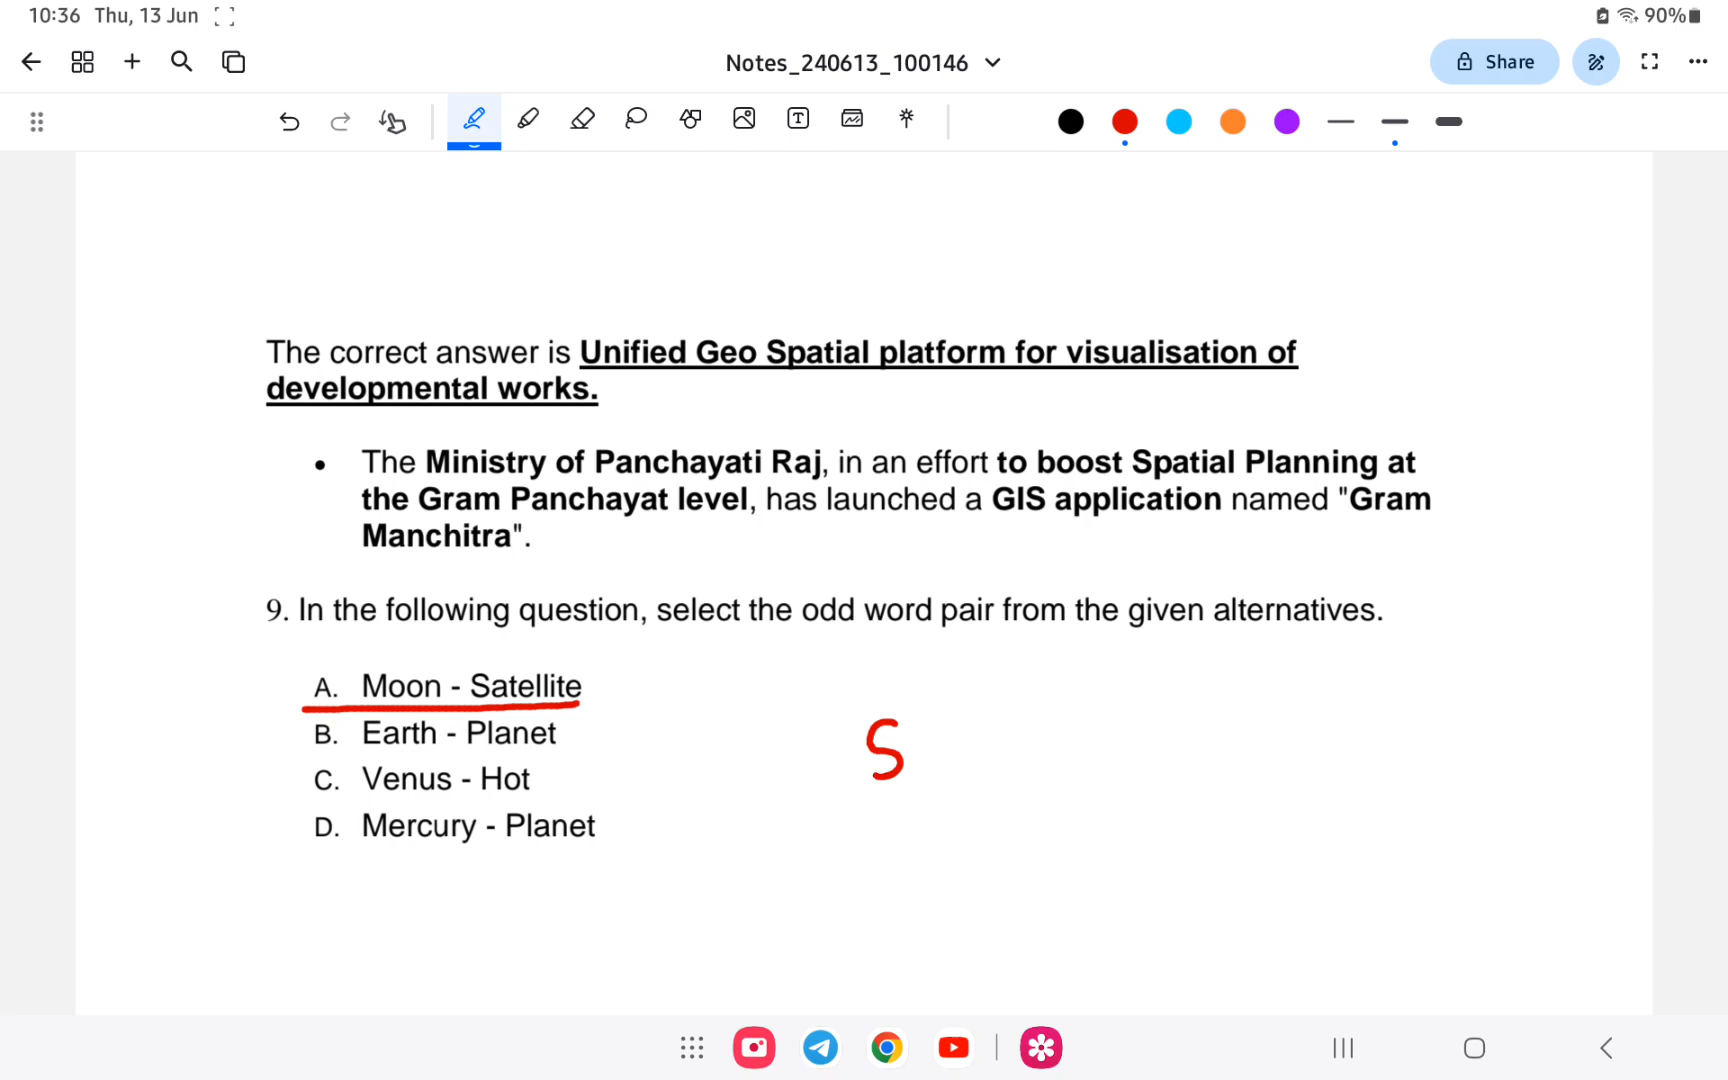 10:36 Thu, 13 Jun
90%
Notes_240613_100146
Share
The correct answer is Unified Geo Spatial platform for visualisation of
developmental works.
• The Ministry of Panchayati Raj, in an effort to boost Spatial Planning at
the Gram Panchayat level, has launched a GIS application named "Gram
Manchitra".
9. In the following question, select the odd word pair from the given alternatives.
A. Moon - Satellite
B. Earth - Planet
S
C. Venus - Hot
D. Mercury - Planet